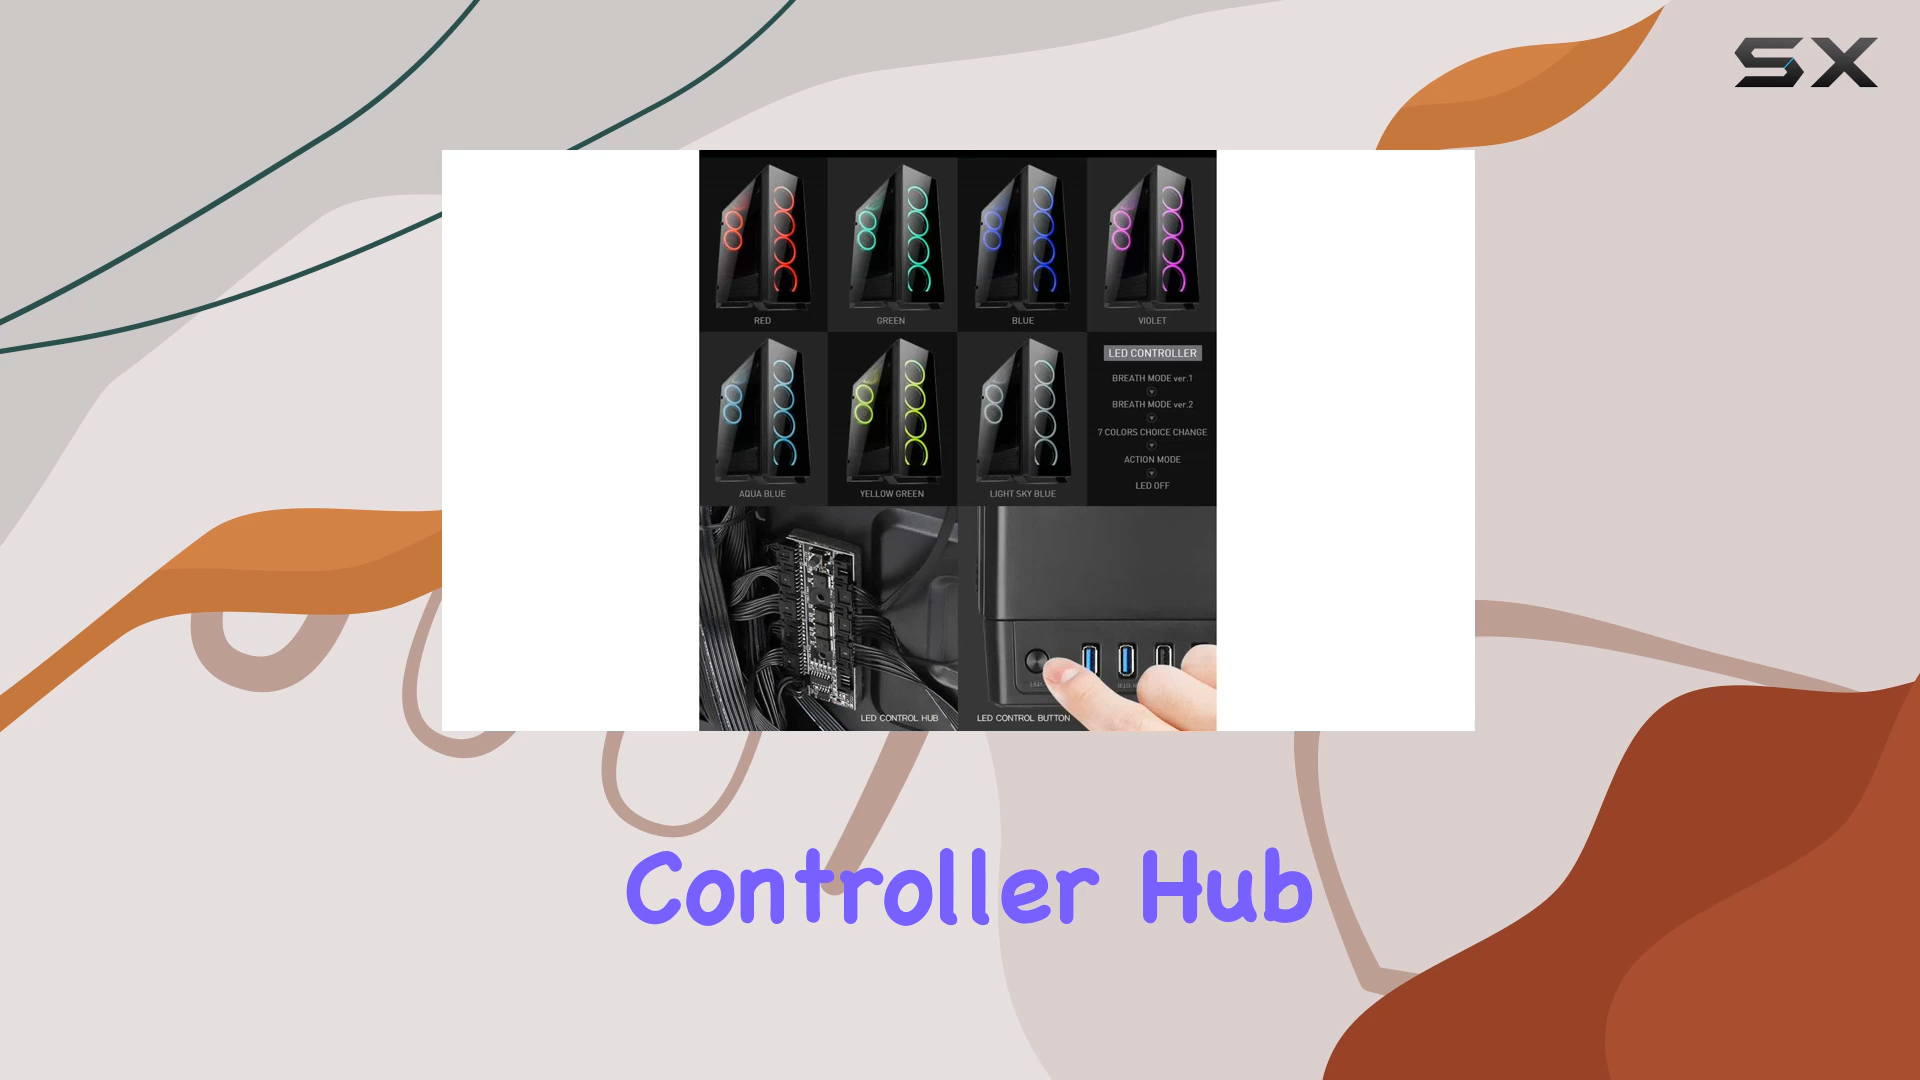 SX
RED
GREEN
BLUE
VIOLET
LED CONTROLLER
BREATH MODE ver.1
BREATH MODE ver.2
7 COLORS CHOICE CHANGE
ACTION MODE
LED OFF
AQUA BLUE
YELLOW GREEN
LIGHT SKY BLUE
LED CONTROL HUB
LED CONTROL BUTTON
Controller Hub